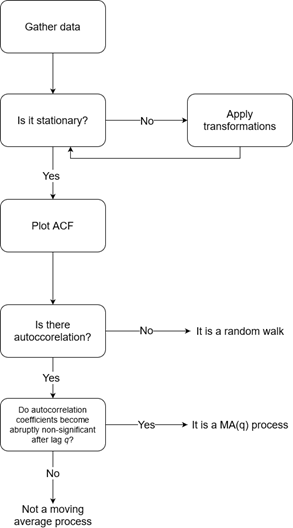 Gather data
Is it stationary?
No
Apply
transformations
Yes
Plot ACF
Is there
autoccorelation?
No
It is a random walk
Yes
Do autocorrelation
coefficients become
abruptly non-significant
after lag q?
Yes
It is a MA(q) process
No
Not a moving
average process